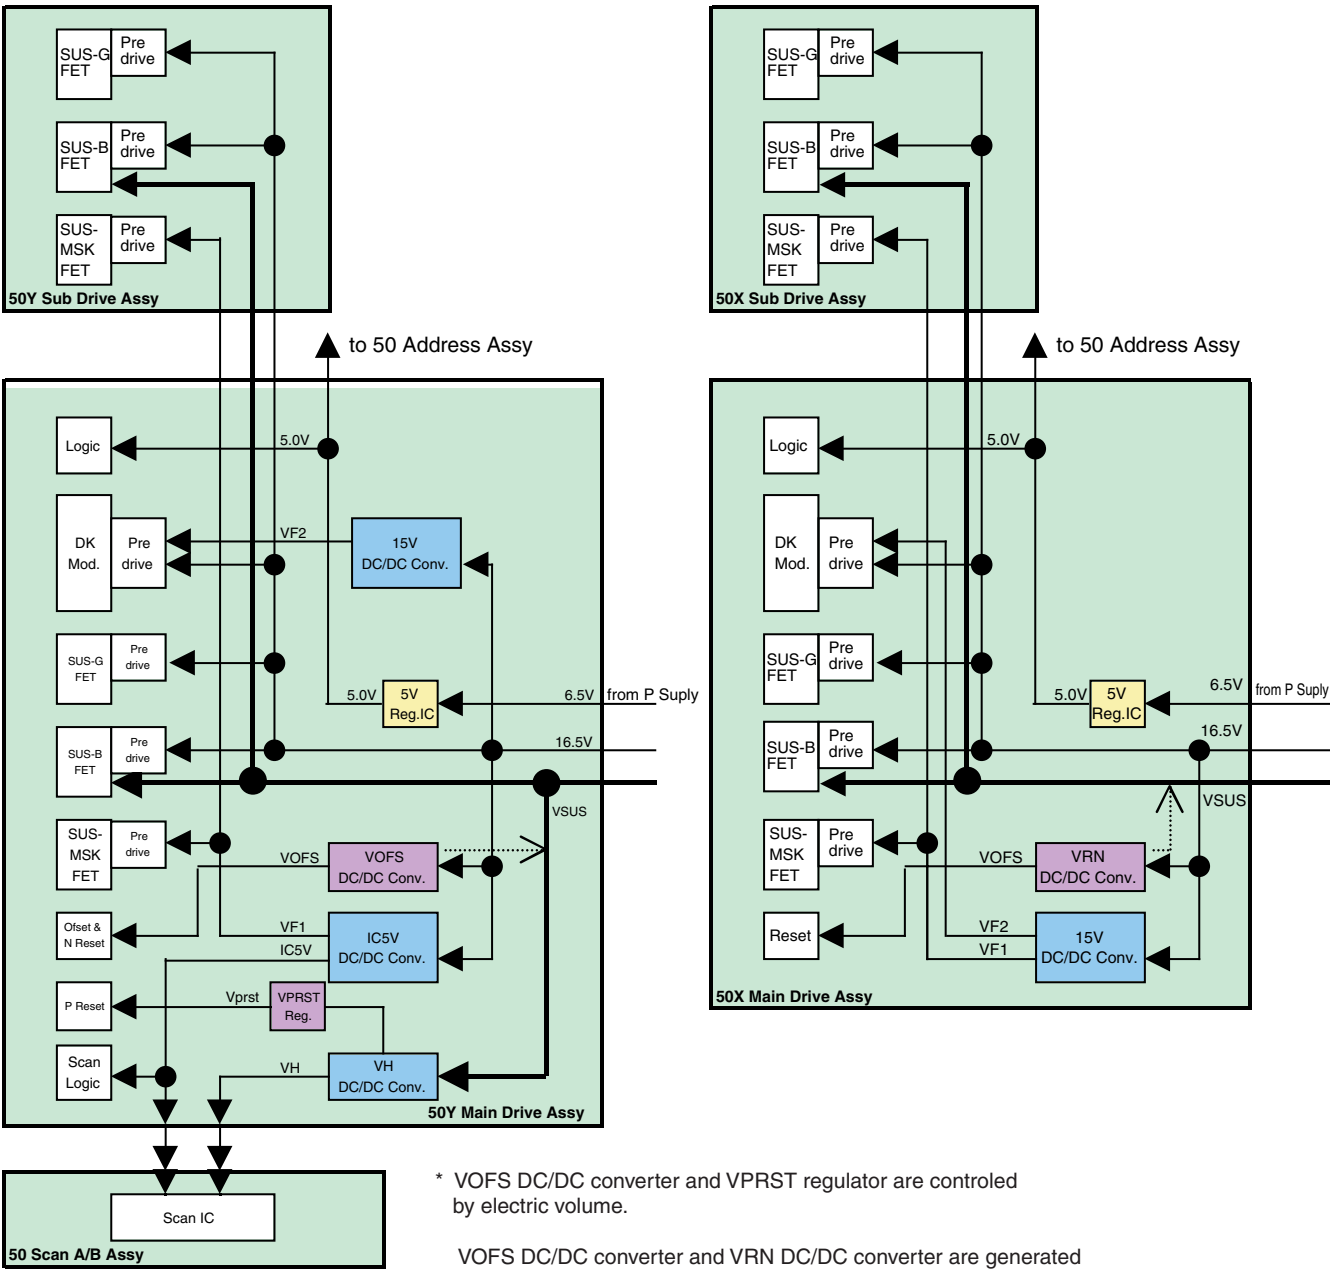 SUS-G
FET
Pre
drive
SUS-B
FET
Pre
drive
SUS-
MSK
FET
Pre
drive
50Y Sub Drive Assy
SUS-G
FET
Pre
drive
SUS-B
FET
Pre
drive
SUS-
MSK
FET
Pre
drive
50X Sub Drive Assy
to 50 Address Assy
to 50 Address Assy
Logic
5.0V
DK
Mod.
Pre
drive
VF2
15V
DC/DC Conv.
SUS-G
FET
Pre
drive
5.0V
5V
Reg.IC
6.5V
from P Suply
16.5V
SUS-B
FET
Pre
drive
VSUS
SUS-
MSK
FET
Pre
drive
VOFS
VOFS
DC/DC Conv.
Ofset &
N Reset
VF1
IC5V
IC5V
DC/DC Conv.
P Reset
Vprst
VPRST
Reg.
Scan
Logic
VH
VH
DC/DC Conv.
50Y Main Drive Assy
Logic
5.0V
DK
Mod.
Pre
drive
SUS-G
FET
Pre
drive
5.0V
5V
Reg.IC
6.5V
from P Suply
16.5V
SUS-B
FET
Pre
drive
VSUS
SUS-
MSK
FET
Pre
drive
VOFS
VRN
DC/DC Conv.
Reset
VF2
VF1
15V
DC/DC Conv.
50X Main Drive Assy
Scan IC
50 Scan A/B Assy
* VOFS DC/DC converter and VPRST regulator are controled
by electric volume.
VOFS DC/DC converter and VRN DC/DC converter are generated